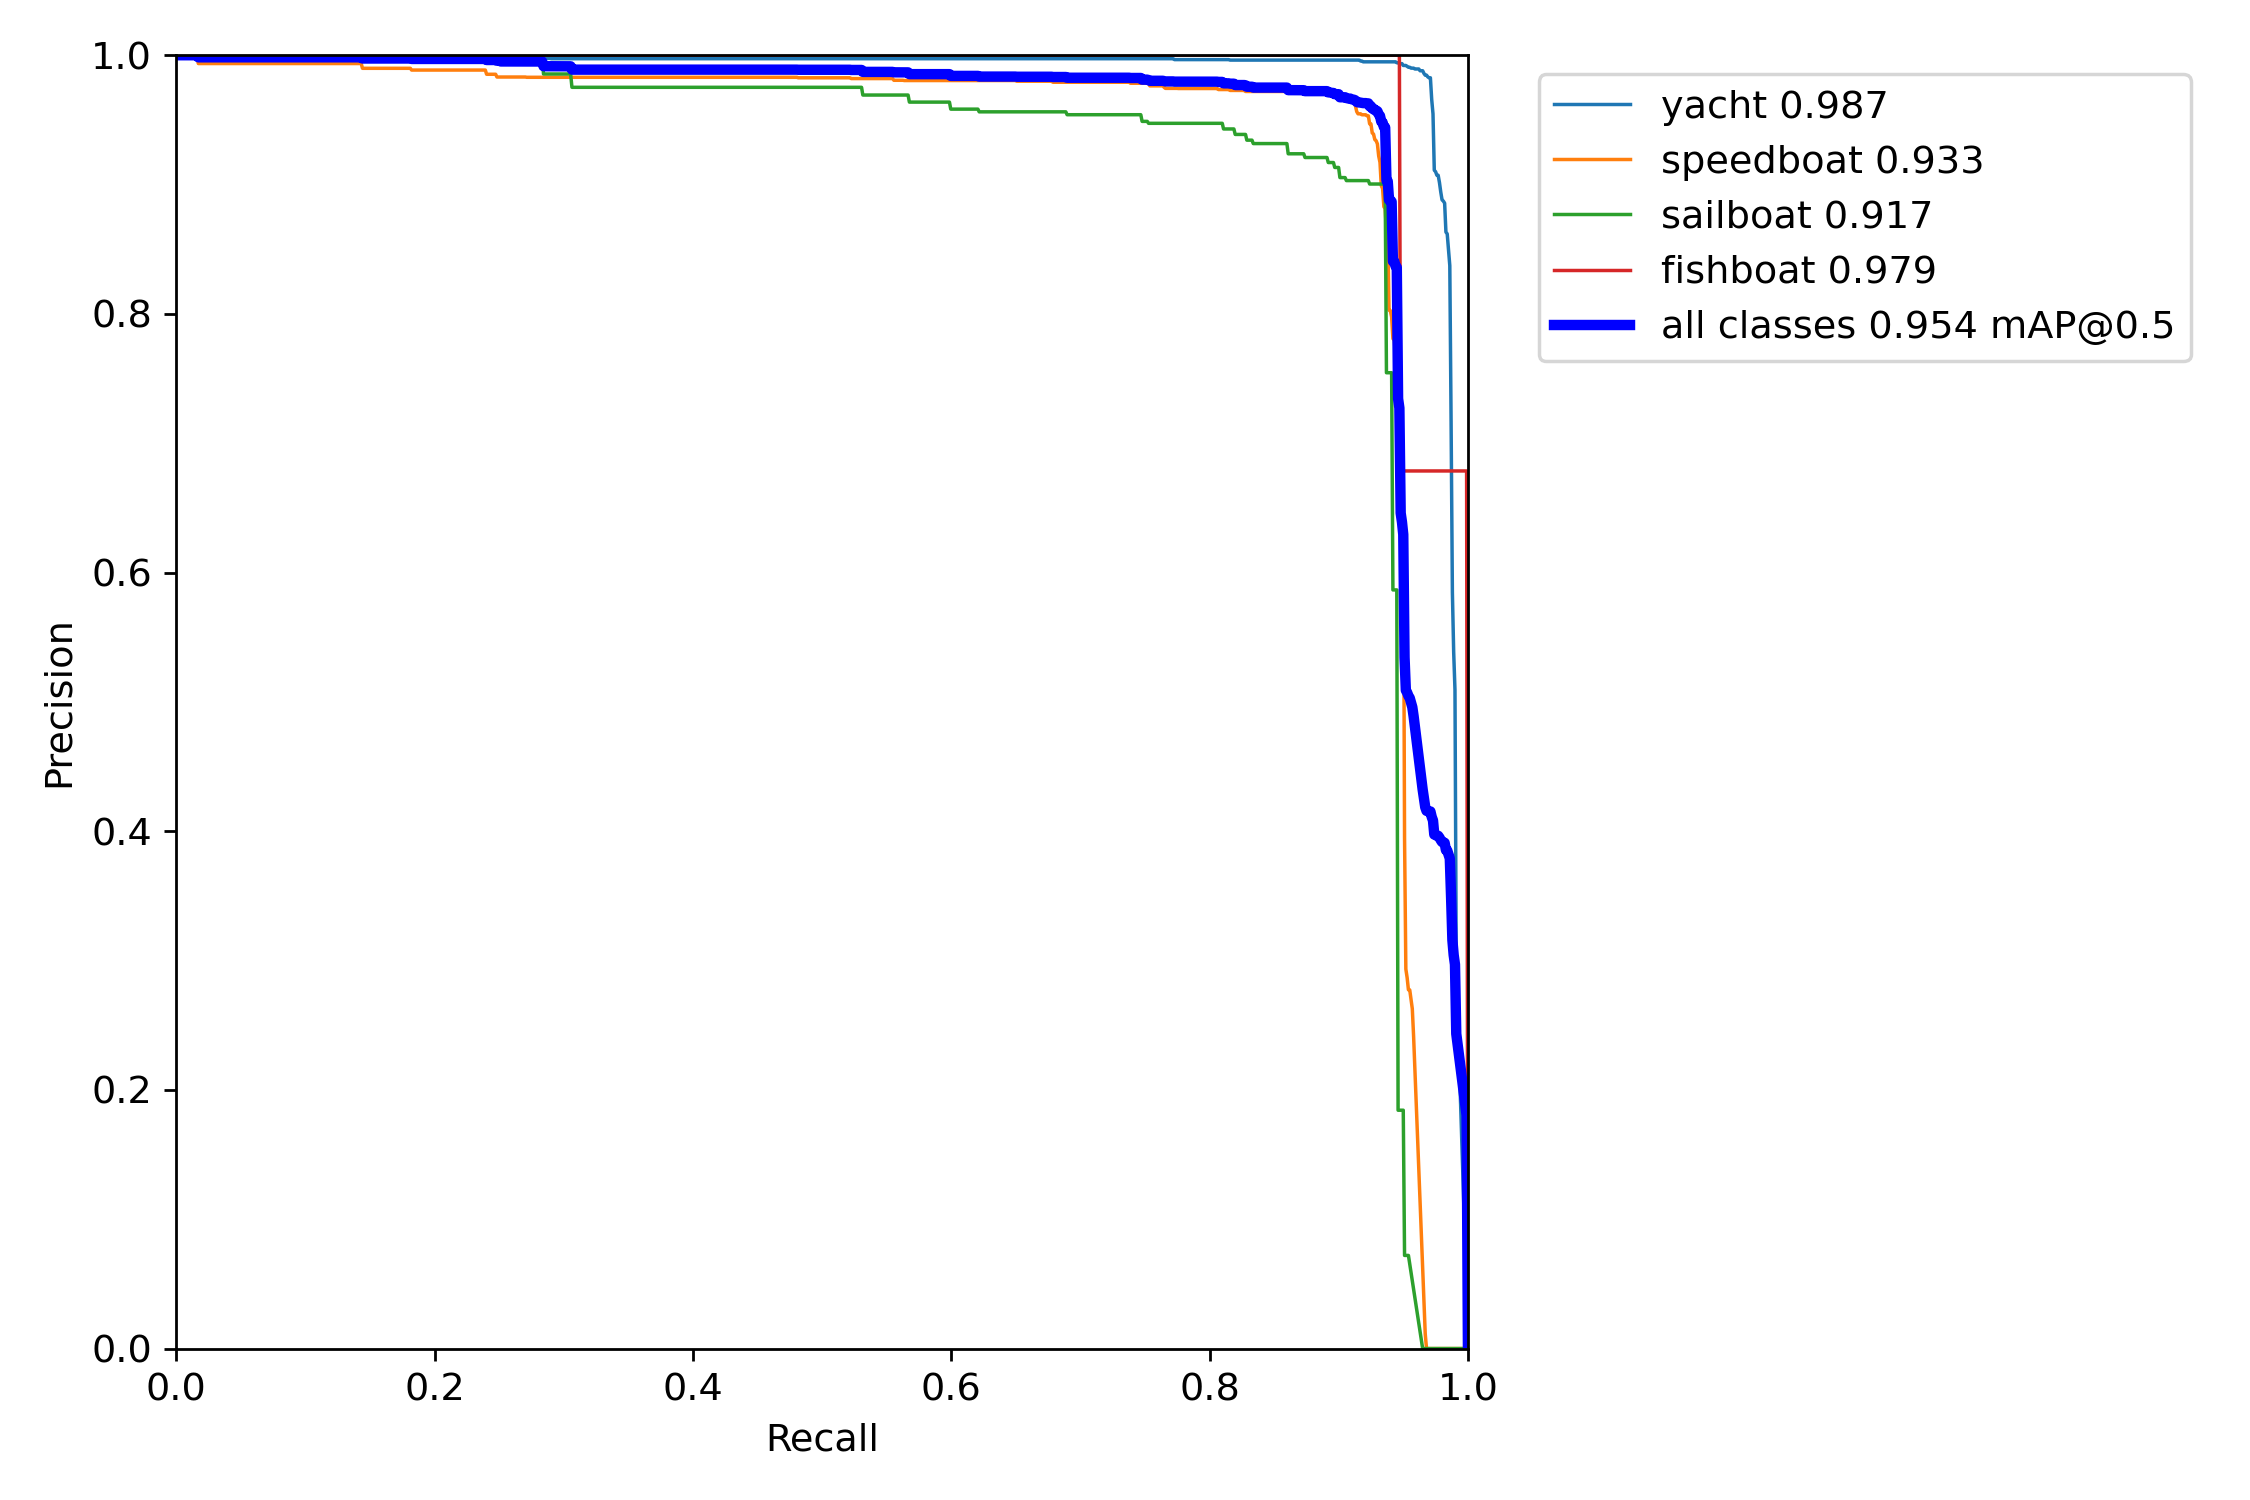 1.0
0.8
0.6
0.4
0.2
0.0
Precision
0.0 0.2 0.4 0.6 0.8 1.0
Recall
yacht 0.987
speedboat 0.933
sailboat 0.917
fishboat 0.979
all classes 0.954 mAP@0.5